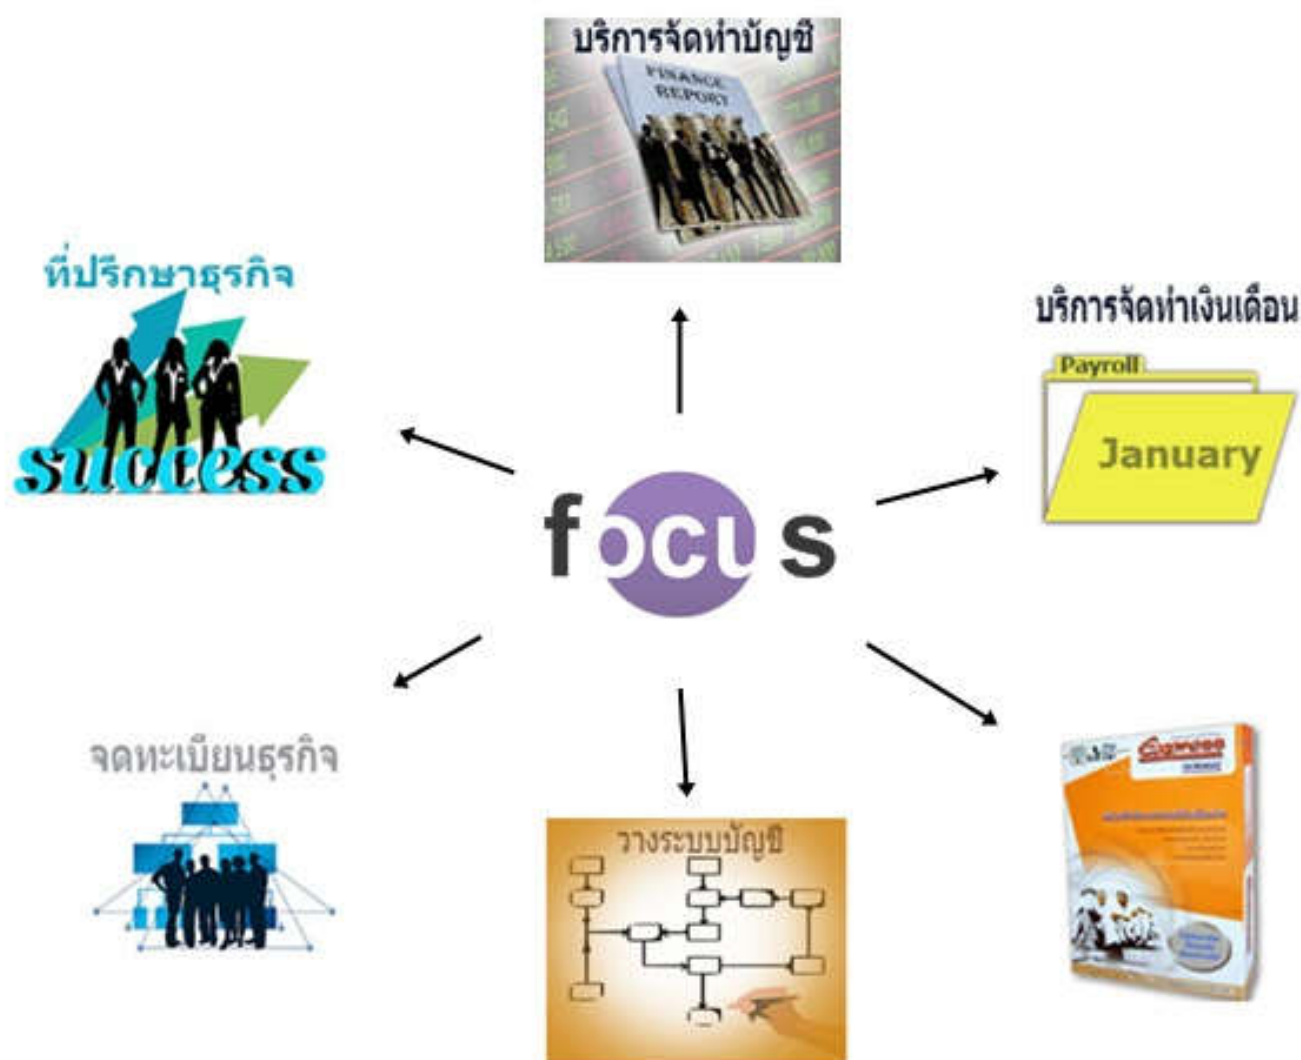 บริการจัดทำบัญชี
FINANCE
REPORT
ที่ปรึกษาธุรกิจ
success
บริการจัดทำเงินเดือน
Payroll
January
focus
จดทะเบียนธุรกิจ
วางระบบบัญชี
Express